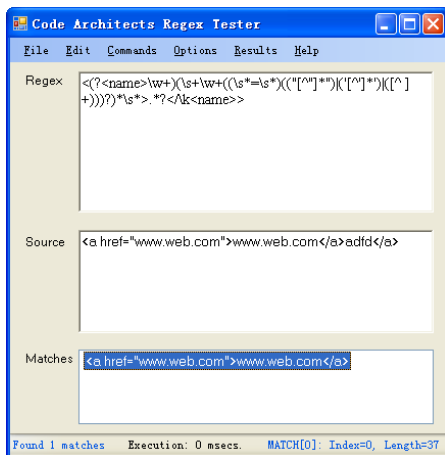 Code Architects Regex Tester
File Edit Commands Options Results Help
Regex
<(?<name>\w+)(\s+\w+((\s*=\s*)(("[^"]*")|('[^']*')|([^ ]
+)))?)*\s*>.*?</\k<name>>
Source
<a href="www.web.com">www.web.com</a>adfd</a>
Matches
<a href="www.web.com">www.web.com</a>
Found 1 matches Execution: 0 msecs. MATCH[0]: Index=0, Length=37